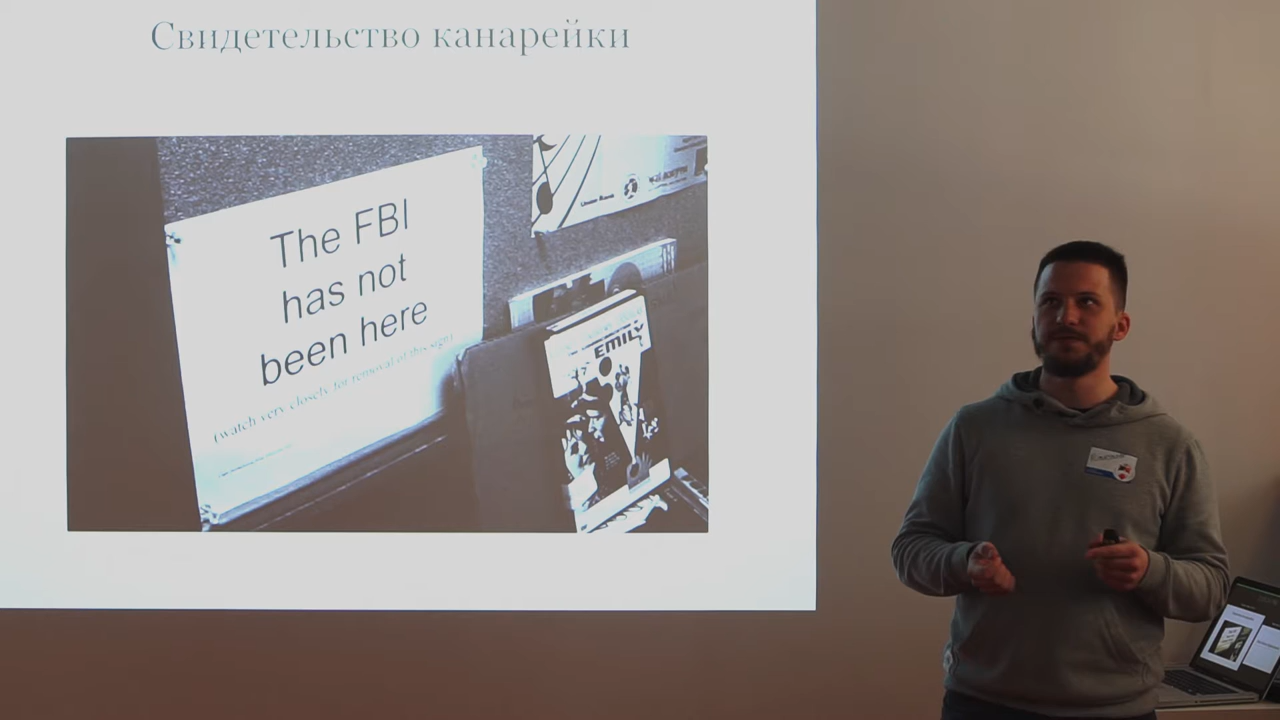 Свидетельство канарейки
The FBI
has not
been here
(watch very closely for removal of this sign)
EMILY